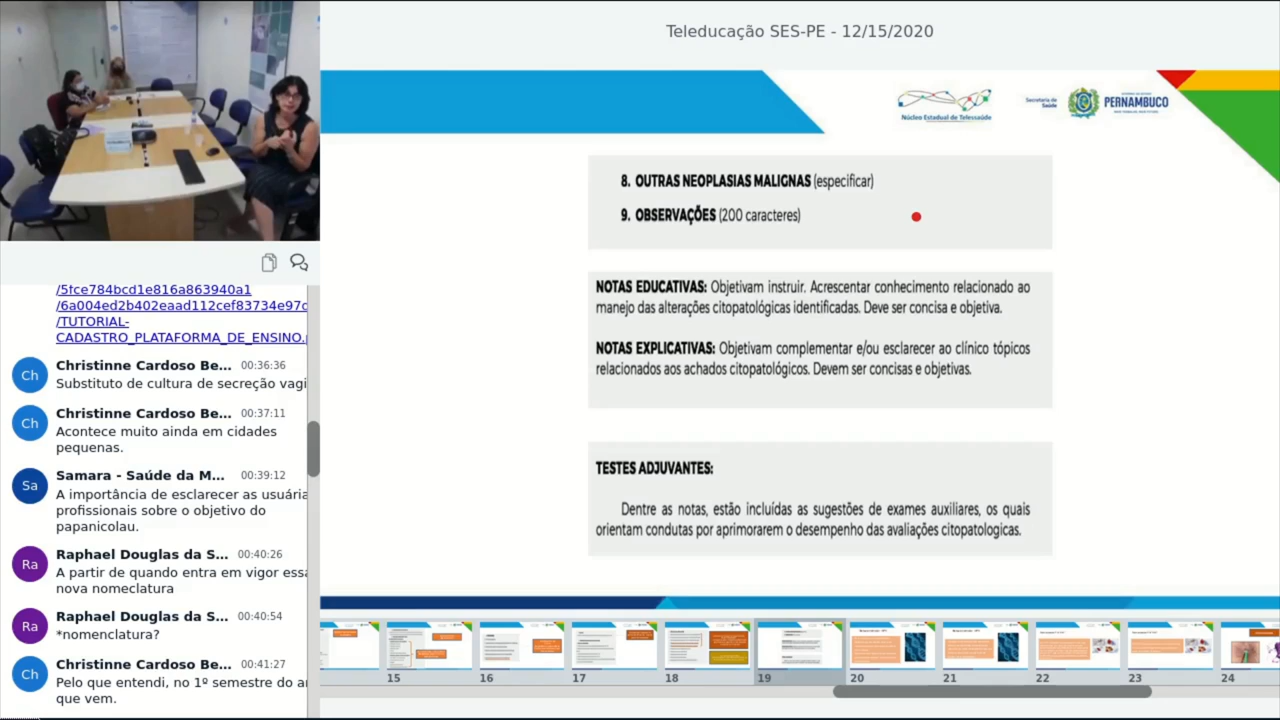 Teleducação SES-PE - 12/15/2020
Núcleo Estadual de Telessaúde
Secretaria de
Saúde
PERNAMBUCO
8. OUTRAS NEOPLASIAS MALIGNAS (especificar)
9. OBSERVAÇÕES (200 caracteres)
NOTAS EDUCATIVAS: Objetivam instruir. Acrescentar conhecimento relacionado ao
manejo das alterações citopatológicas identificadas. Deve ser concisa e objetiva.
NOTAS EXPLICATIVAS: Objetivam complementar e/ou esclarecer ao clínico tópicos
relacionados aos achados citopatológicos. Devem ser concisas e objetivas.
TESTES ADJUVANTES:
Dentre as notas, estão incluídas as sugestões de exames auxiliares, os quais
orientam condutas por aprimorarem o desempenho das avaliações citopatologicas.
/5fce784bcd1e816a863940a1
/6a004ed2b402eaad112cef83734e97c
/TUTORIAL-
CADASTRO_PLATAFORMA_DE_ENSINO.
Ch
Christinne Cardoso Be... 00:36:36
Substituto de cultura de secreção vagi
Ch
Christinne Cardoso Be... 00:37:11
Acontece muito ainda em cidades
pequenas.
Sa
Samara - Saúde da M... 00:39:12
A importância de esclarecer as usuária
profissionais sobre o objetivo do
papanicolau.
Ra
Raphael Douglas da S... 00:40:26
A partir de quando entra em vigor essa
nova nomeclatura
Ra
Raphael Douglas da S... 00:40:54
*nomenclatura?
Ch
Christinne Cardoso Be... 00:41:27
Pelo que entendi, no 1º semestre do a
que vem.
15 16 17 18 19 20 21 22 23 24